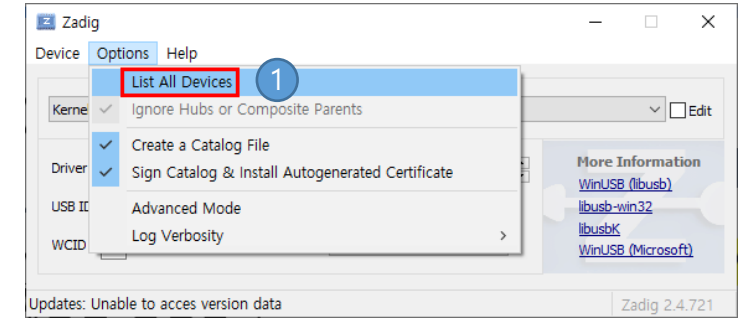 Zadig
Device Options Help
List All Devices
1
Kerne
Ignore Hubs or Composite Parents
Edit
Create a Catalog File
Driver
Sign Catalog & Install Autogenerated Certificate
More Information
WinUSB (libusb)
USB ID
Advanced Mode
libusb-win32
WCID
Log Verbosity
libusbK
WinUSB (Microsoft)
Updates: Unable to acces version data
Zadig 2.4.721